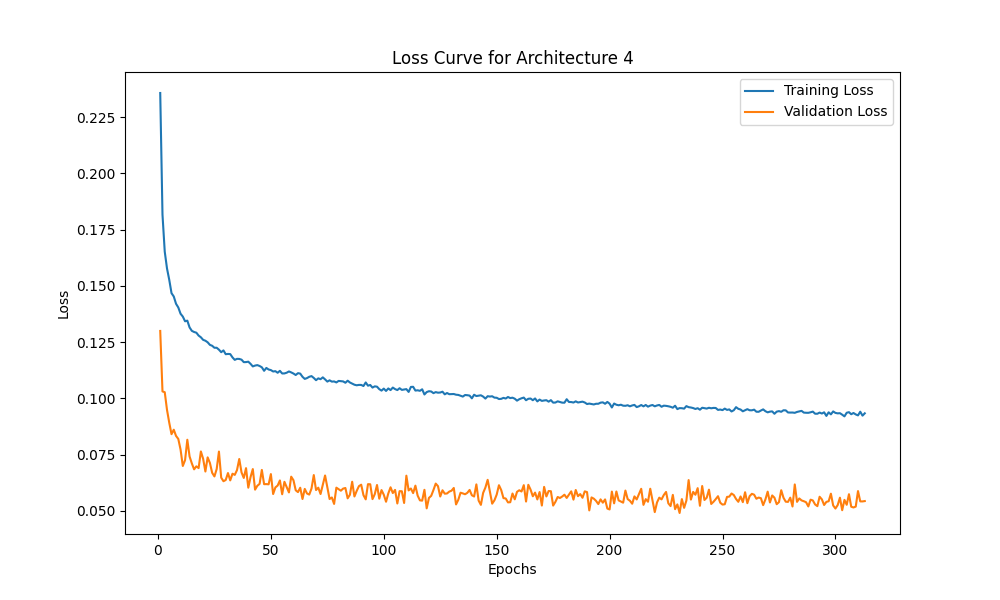 Loss Curve for Architecture 4
Training Loss
Validation Loss
0.225
0.200
0.175
0.150
0.125
0.100
0.075
0.050
Loss
0 50 100 150 200 250 300
Epochs